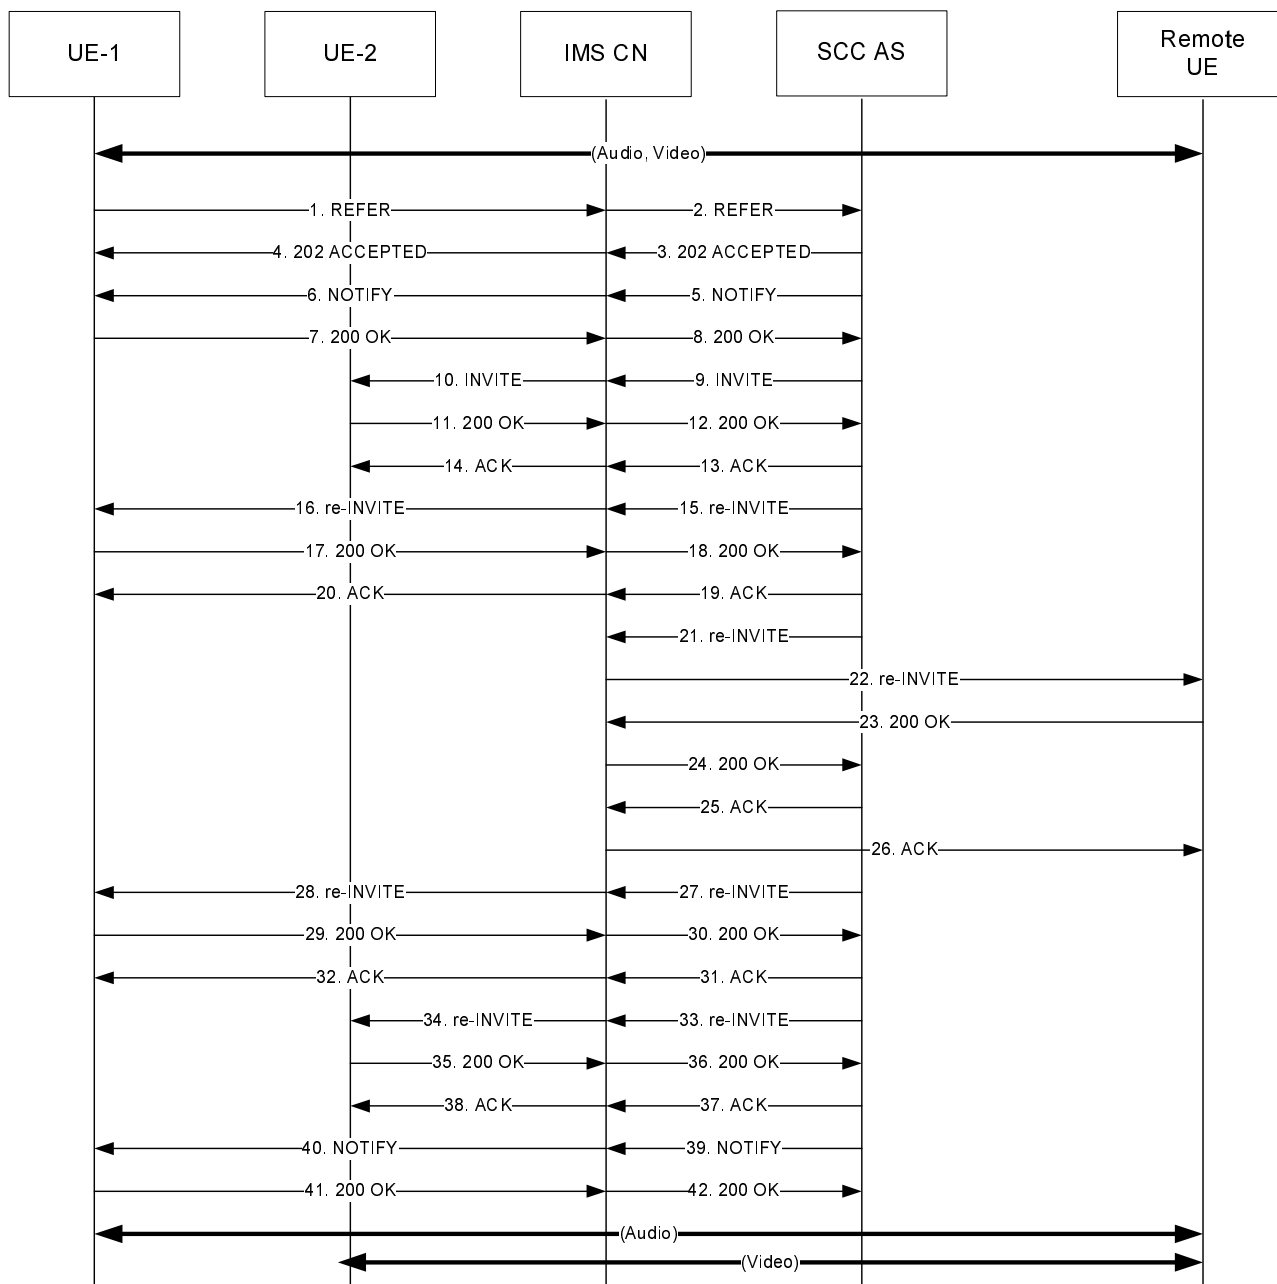 UE-1
UE-2
IMS CN
SCC AS
Remote
UE
(Audio, Video)
1. REFER
2. REFER
4. 202 ACCEPTED
3. 202 ACCEPTED
6. NOTIFY
5. NOTIFY
7. 200 OK
8. 200 OK
10. INVITE
9. INVITE
11. 200 OK
12. 200 OK
14. ACK
13. ACK
16. re-INVITE
15. re-INVITE
17. 200 OK
18. 200 OK
20. ACK
19. ACK
21. re-INVITE
22. re-INVITE
23. 200 OK
24. 200 OK
25. ACK
26. ACK
28. re-INVITE
27. re-INVITE
29. 200 OK
30. 200 OK
32. ACK
31. ACK
34. re-INVITE
33. re-INVITE
35. 200 OK
36. 200 OK
38. ACK
37. ACK
40. NOTIFY
39. NOTIFY
41. 200 OK
42. 200 OK
(Audio)
(Video)